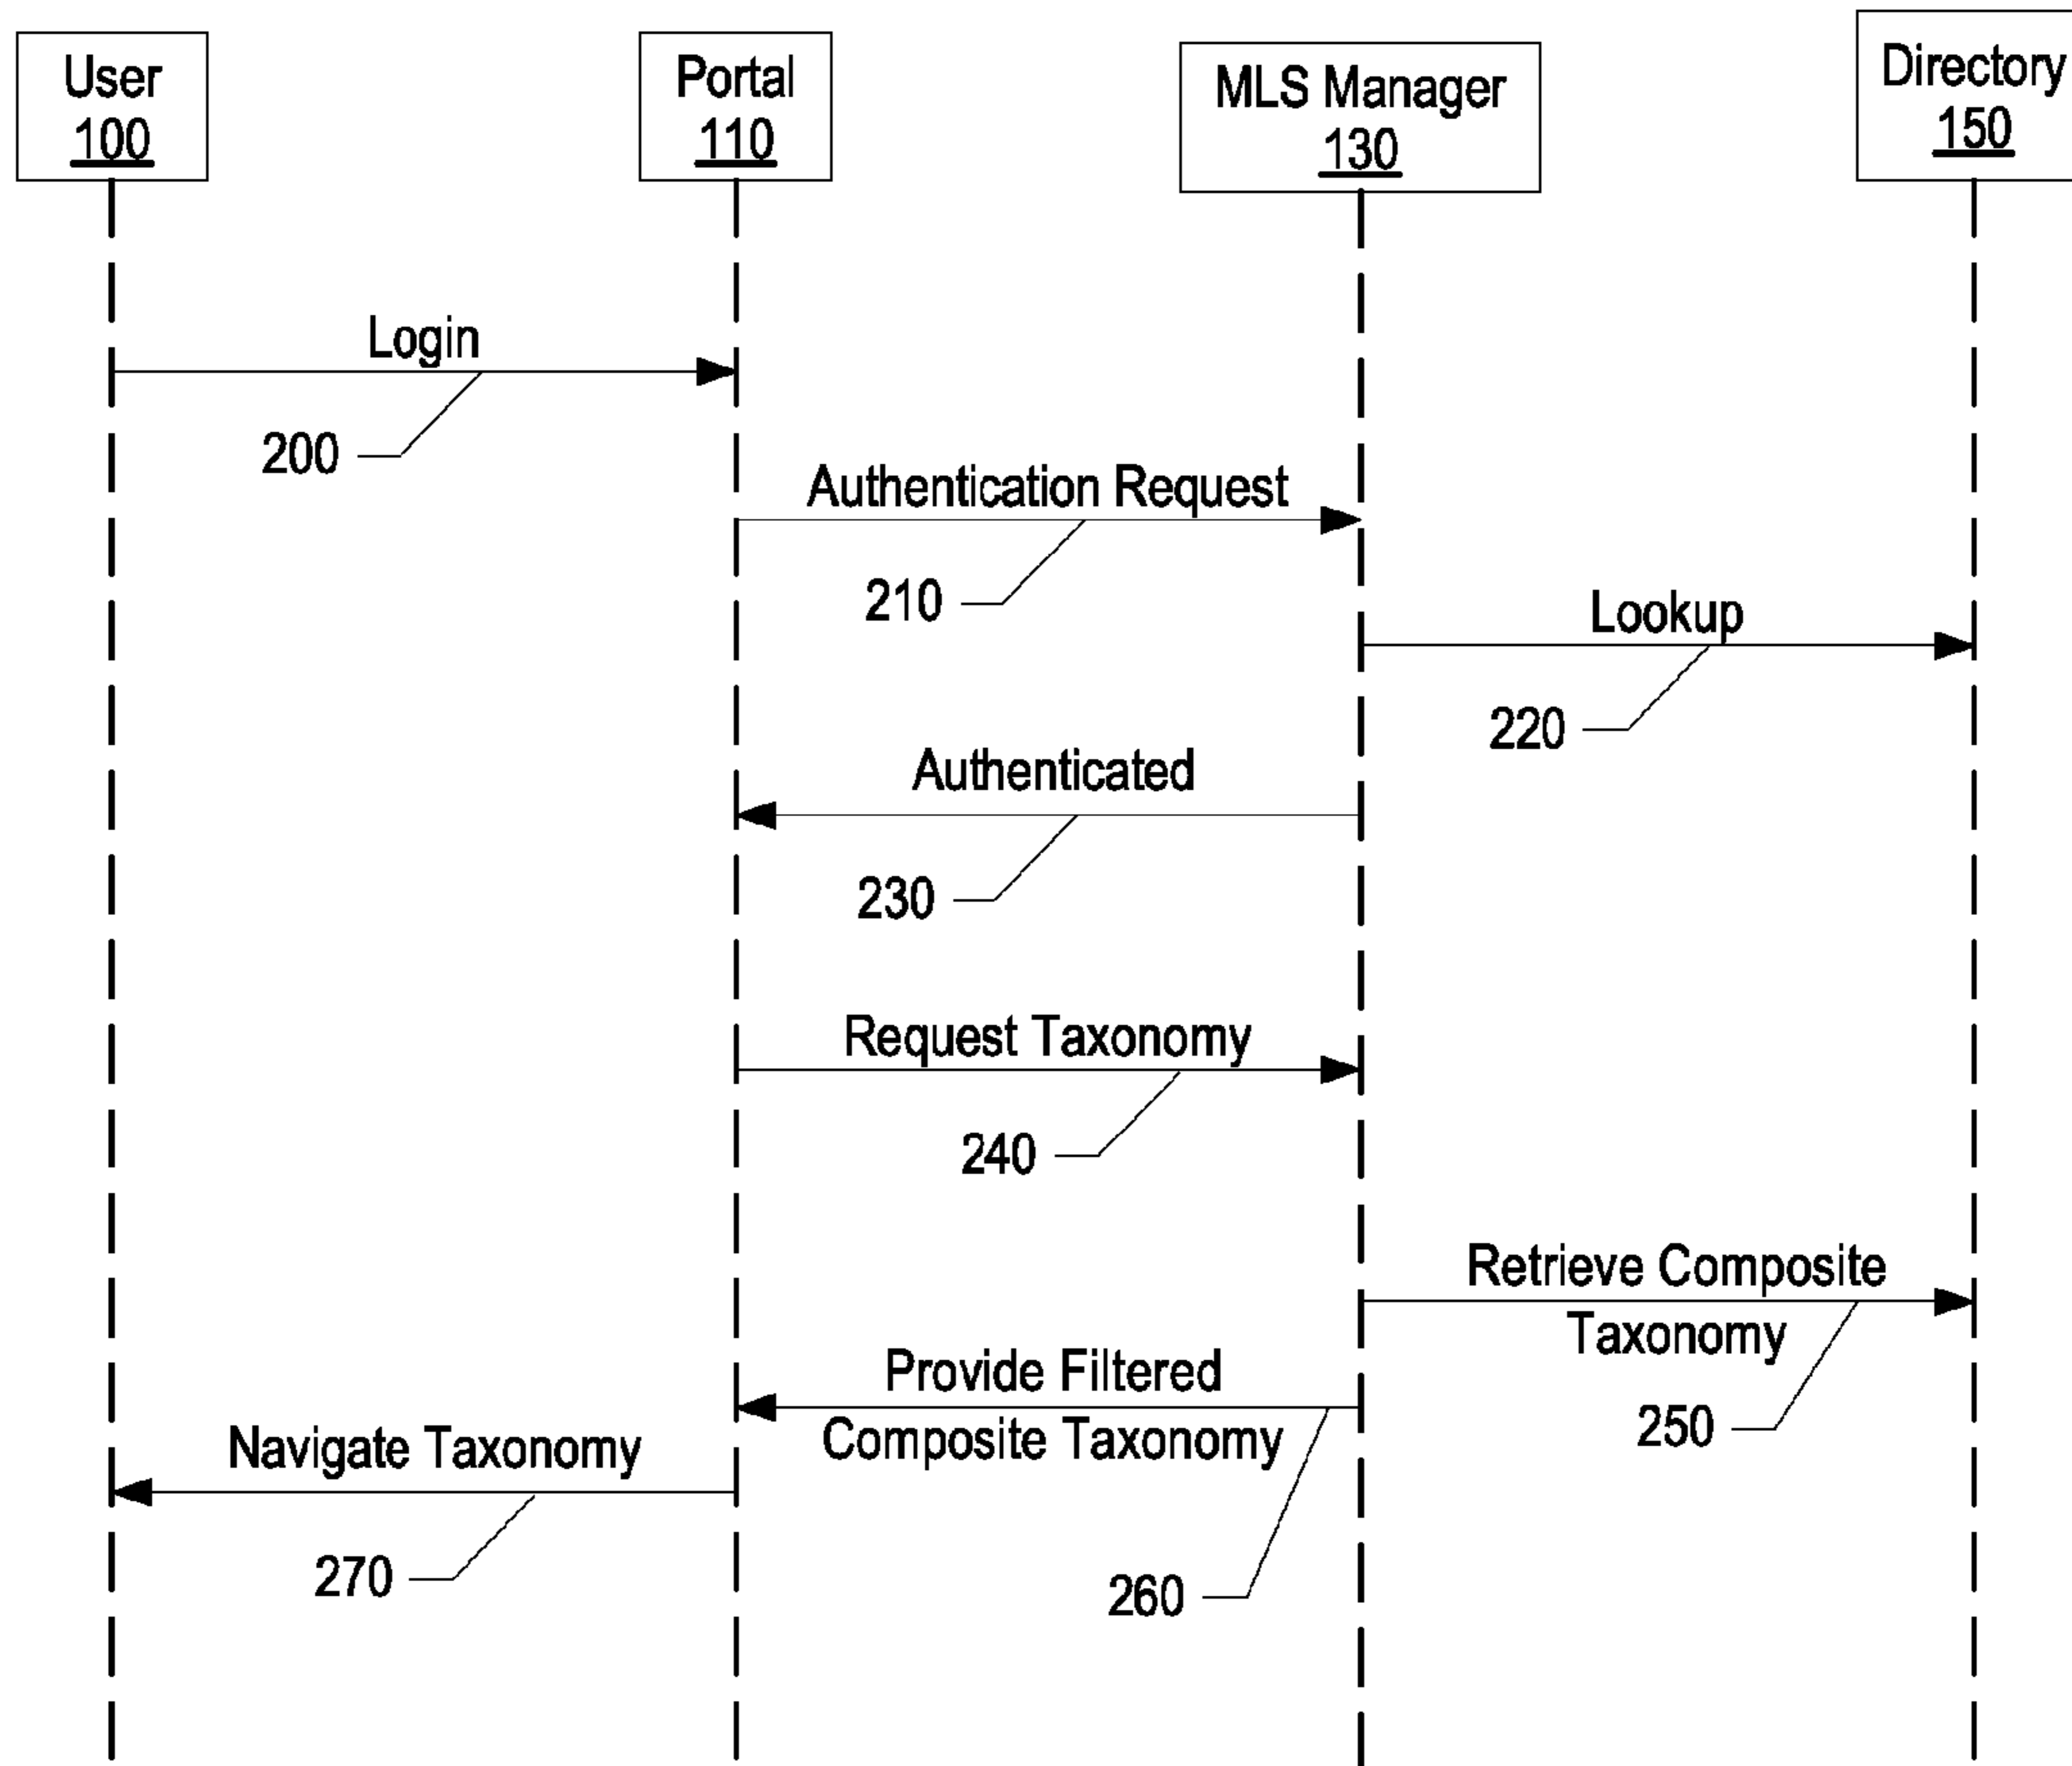 User
100
Portal
110
MLS Manager
130
Directory
150
Login
200
Authentication Request
210
Lookup
220
Authenticated
230
Request Taxonomy
240
Retrieve Composite
Taxonomy
250
Provide Filtered
Composite Taxonomy
260
Navigate Taxonomy
270